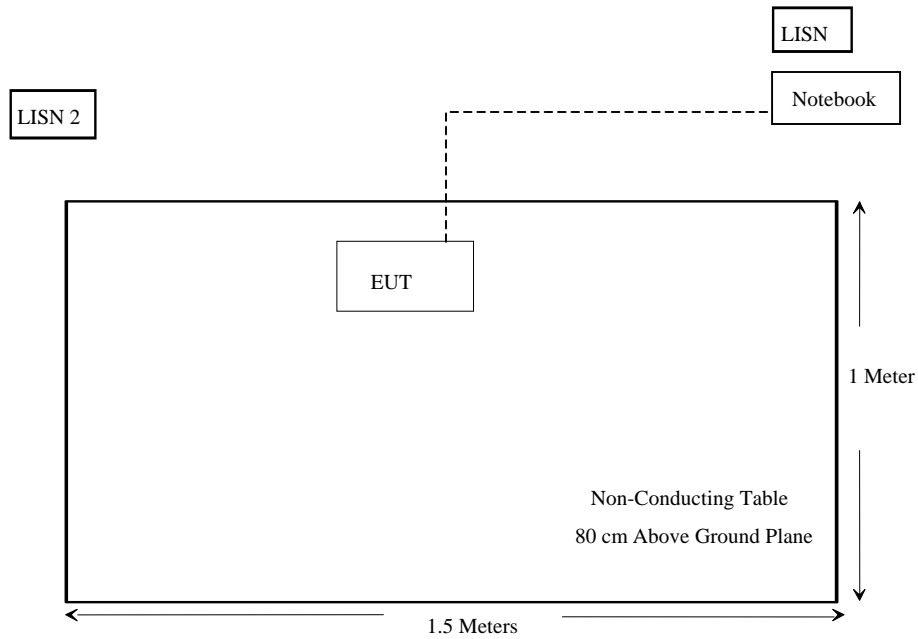 LISN
Notebook
LISN 2
EUT
1 Meter
Non-Conducting Table
80 cm Above Ground Plane
1.5 Meters